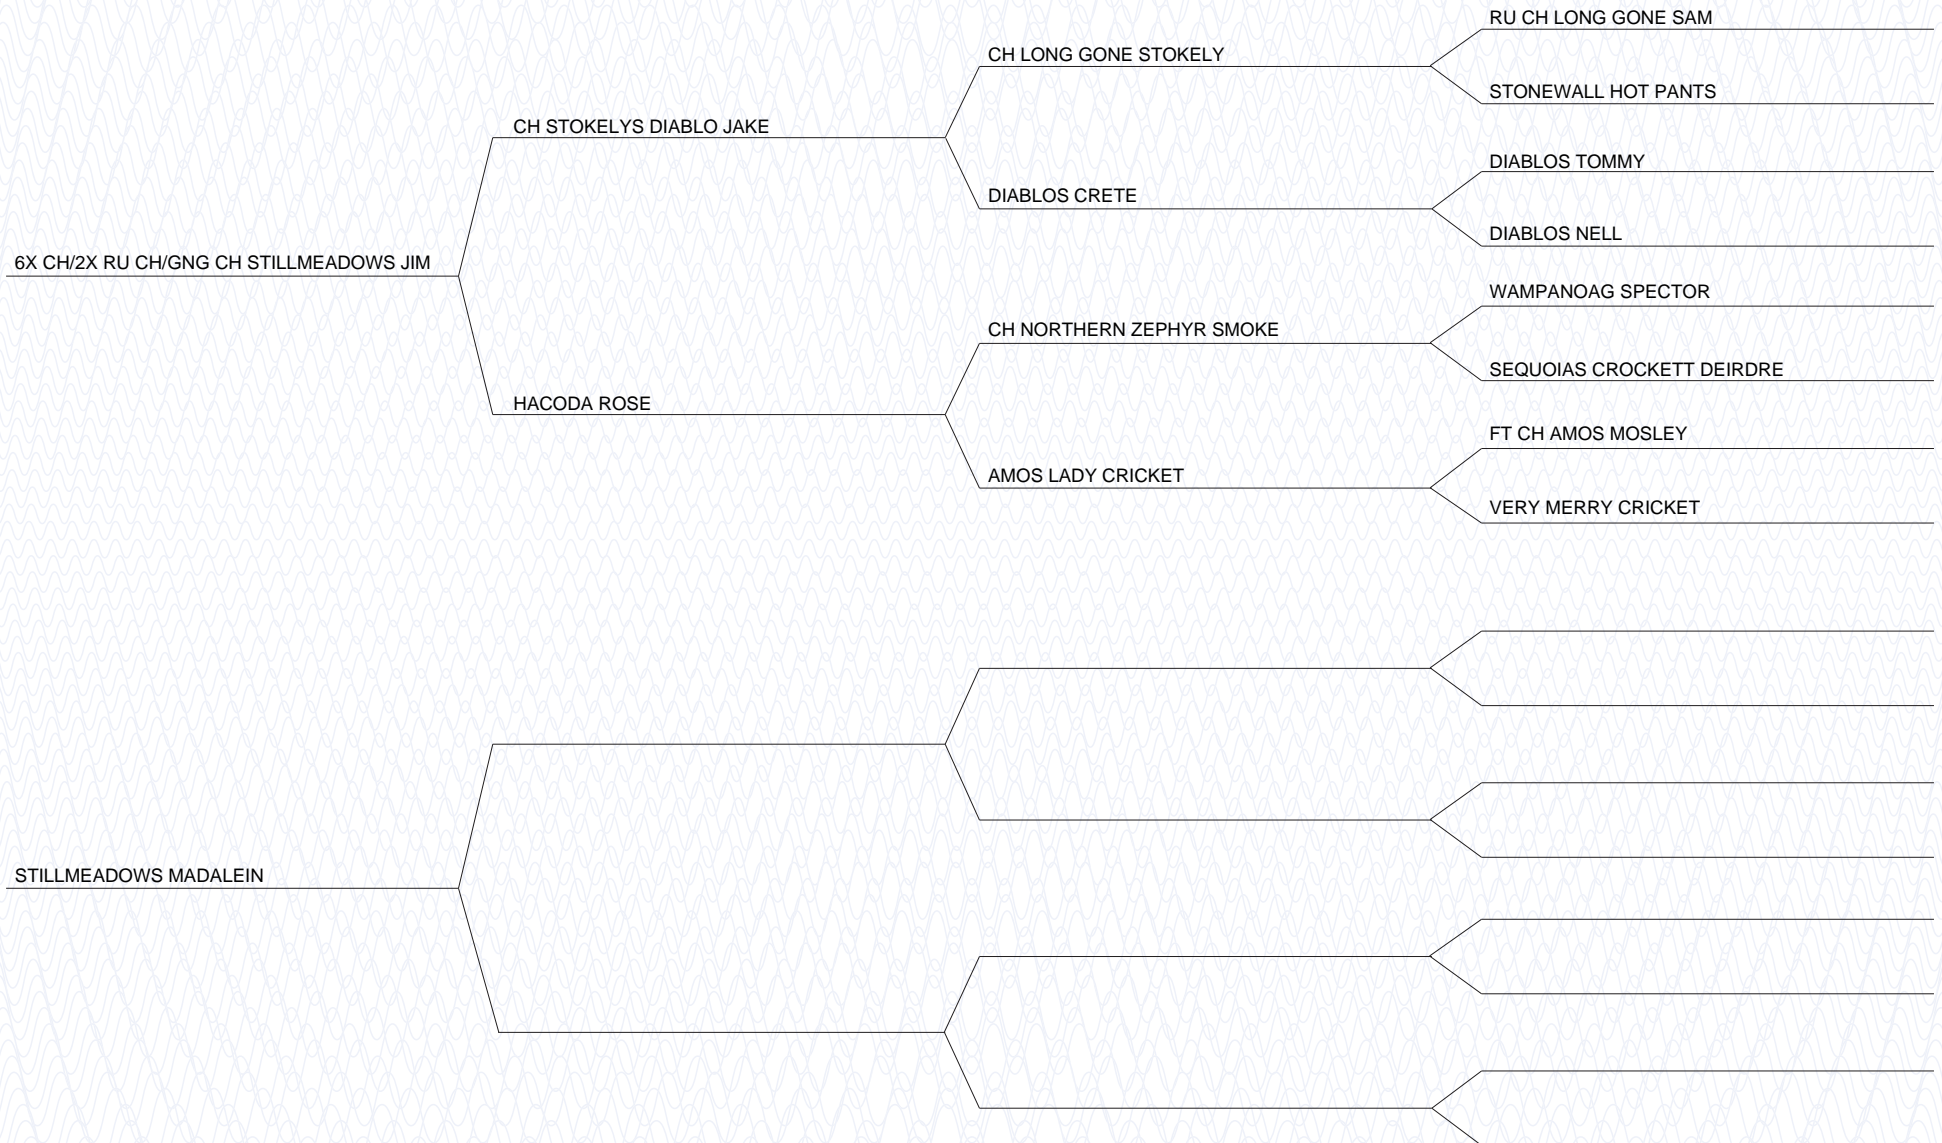 RU CH LONG GONE SAM
CH LONG GONE STOKELY
STONEWALL HOT PANTS
CH STOKELYS DIABLO JAKE
DIABLOS TOMMY
DIABLOS CRETE
DIABLOS NELL
6X CH/2X RU CH/GNG CH STILLMEADOWS JIM
WAMPANOAG SPECTOR
CH NORTHERN ZEPHYR SMOKE
SEQUOIAS CROCKETT DEIRDRE
HACODA ROSE
FT CH AMOS MOSLEY
AMOS LADY CRICKET
VERY MERRY CRICKET
STILLMEADOWS MADALEIN